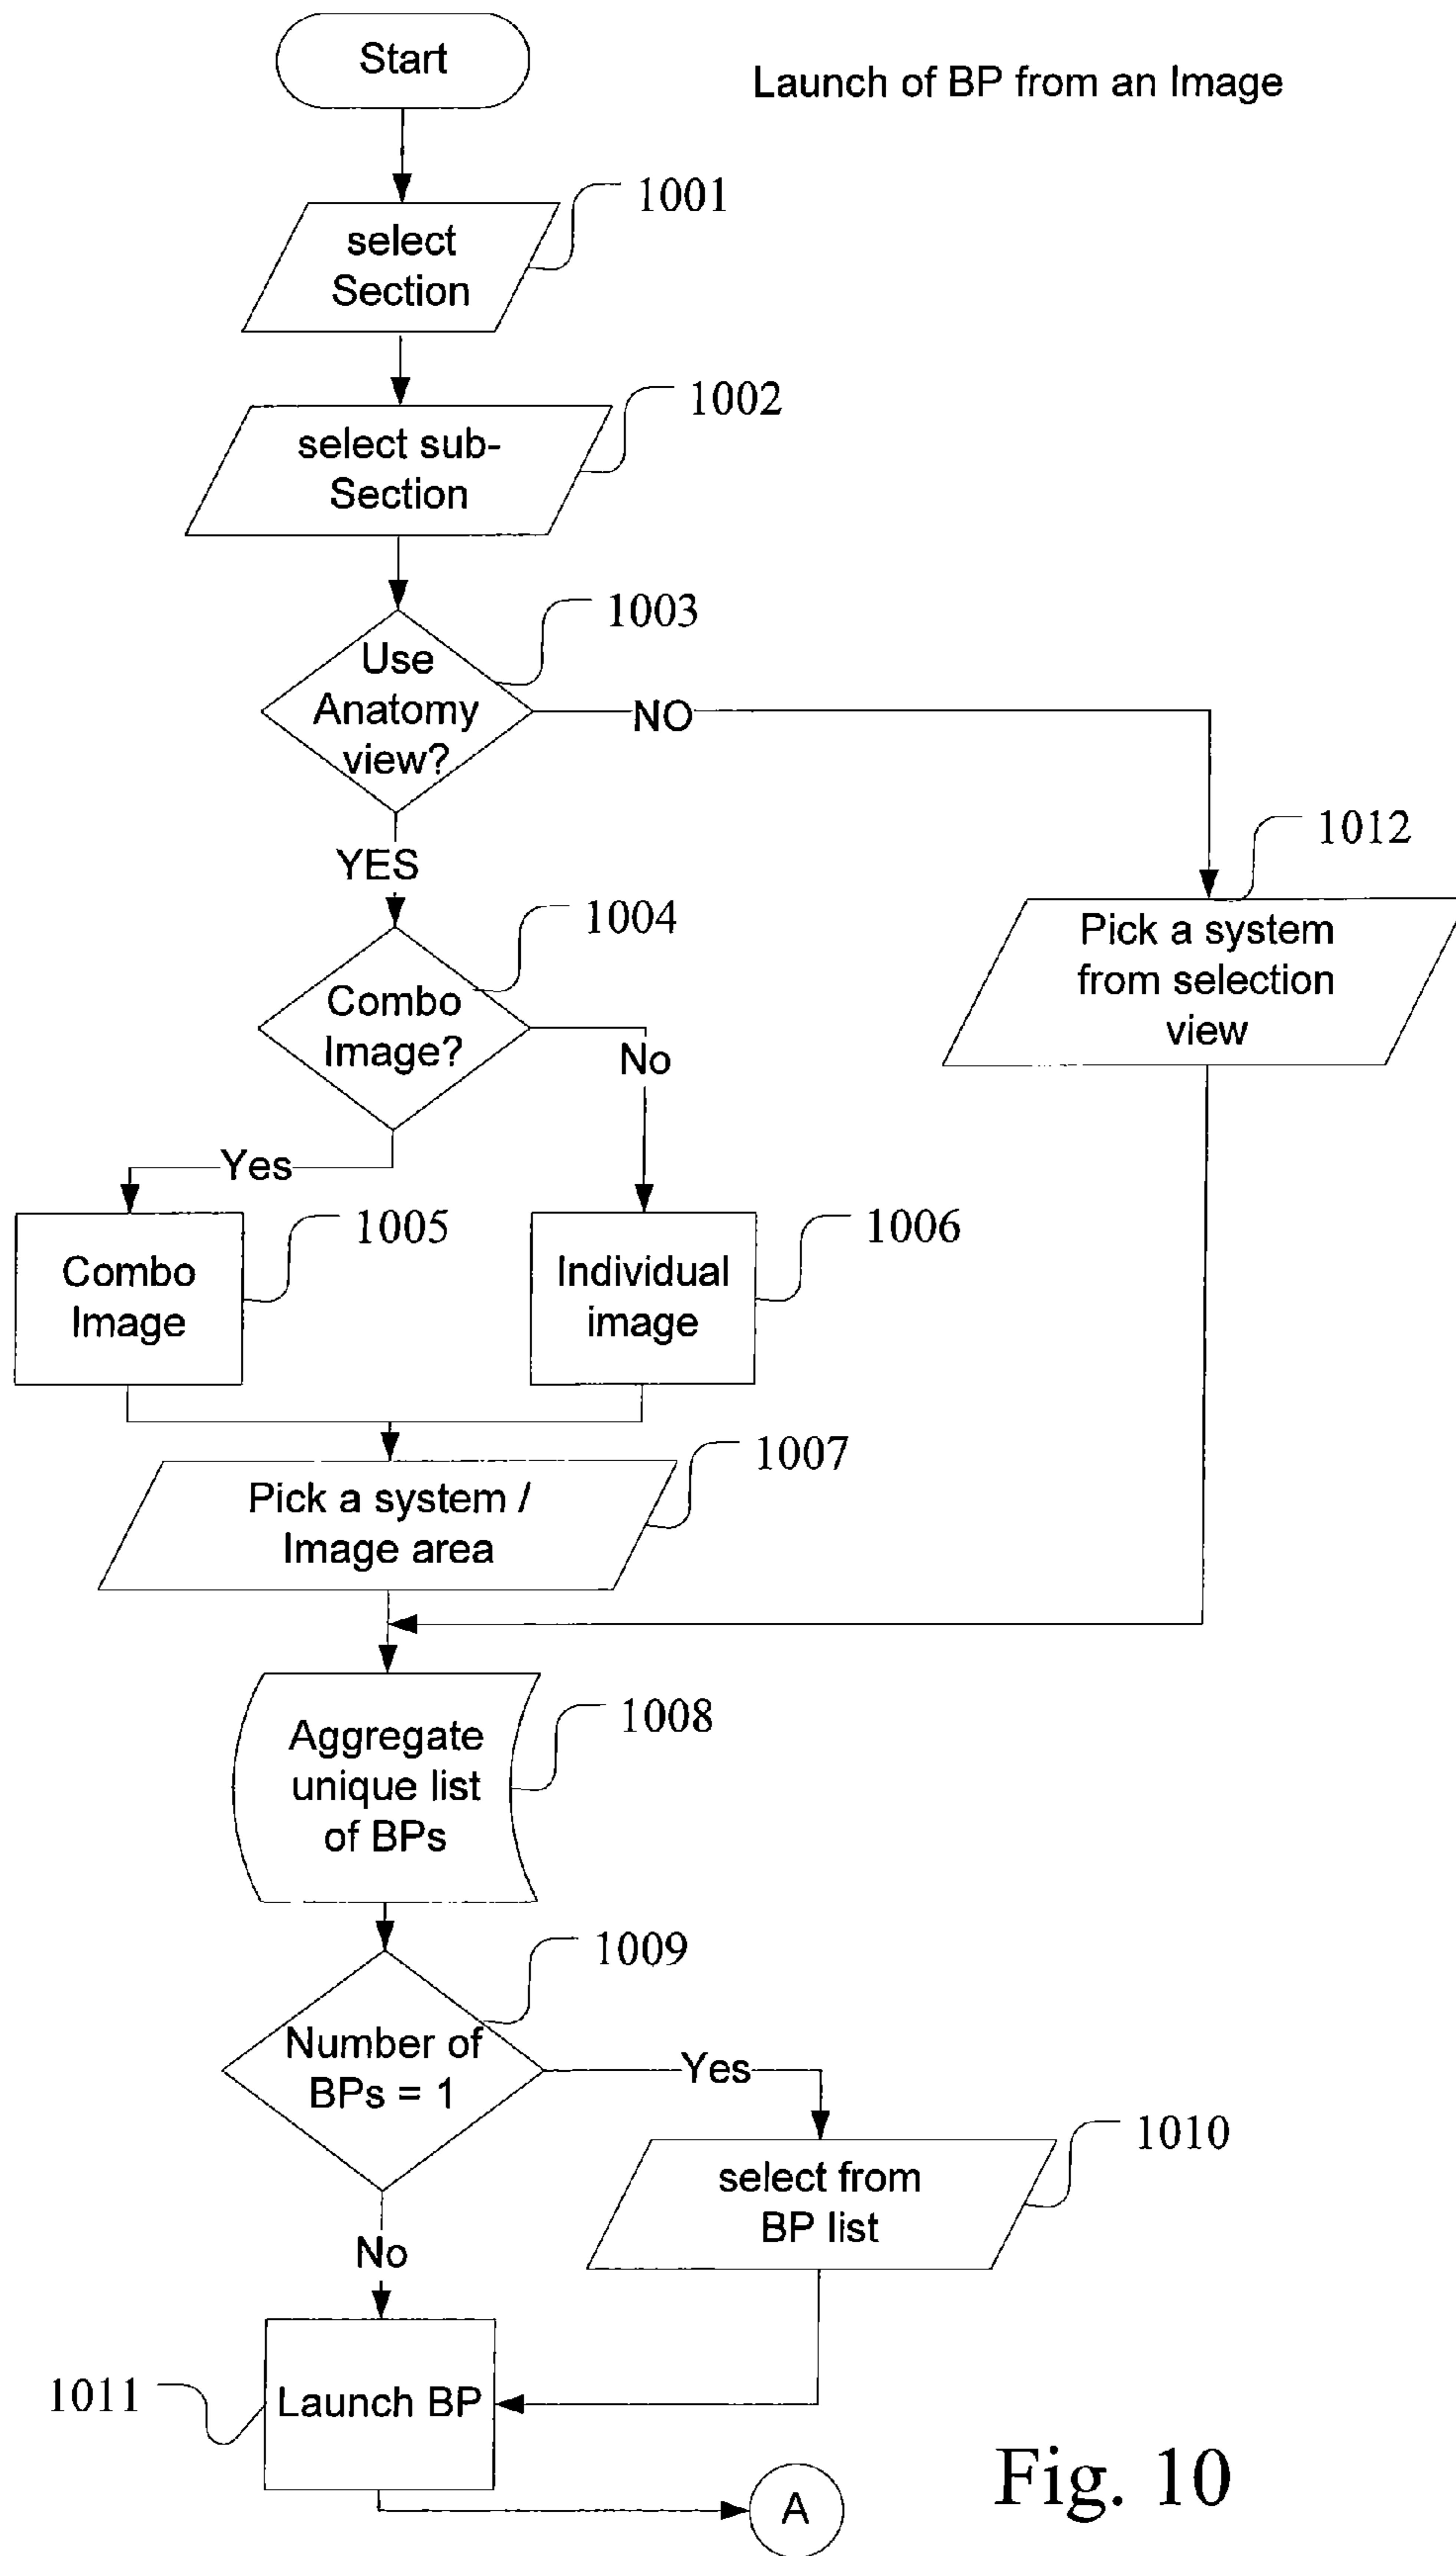 Start
Launch of BP from an Image
1001
select
Section
1002
select sub-
Section
1003
Use
Anatomy
view?
NO
YES
1012
Pick a system
from selection
view
1004
Combo
Image?
No
Yes
1005
Combo
Image
1006
Individual
image
1007
Pick a system /
Image area
1008
Aggregate
unique list
of BPs
1009
Number of
BPs = 1
Yes
1010
select from
BP list
No
1011
Launch BP
A
Fig. 10